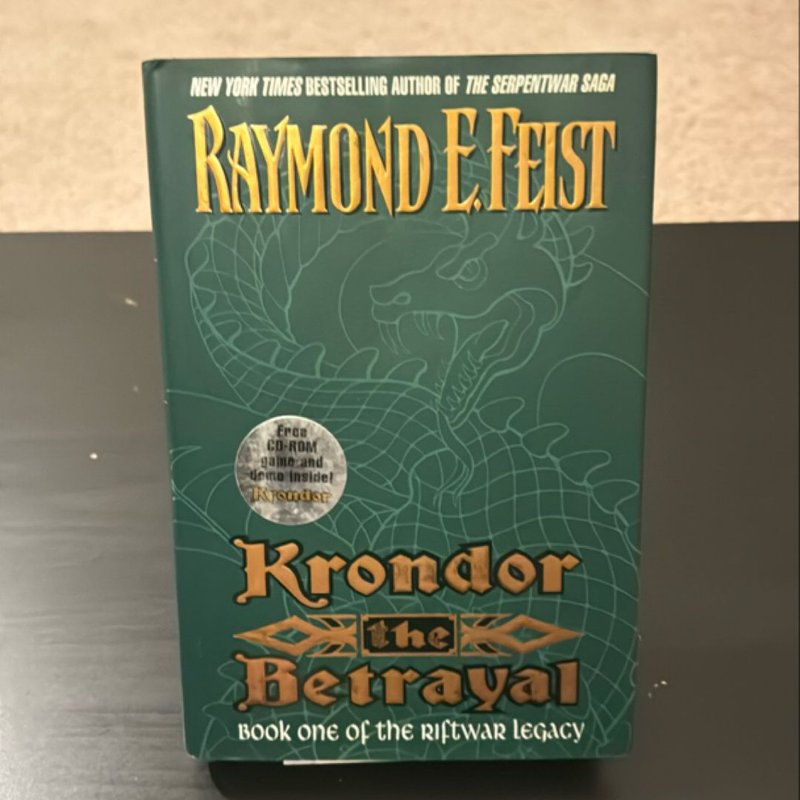 NEW YORK TIMES BESTSELLING AUTHOR OF THE SERPENTWAR SAGA
RAYMOND E. FEIST
Free
CD-ROM
game and
demo inside!
Krondor
Krondor
the
Betrayal
BOOK ONE OF THE RIFTWAR LEGACY